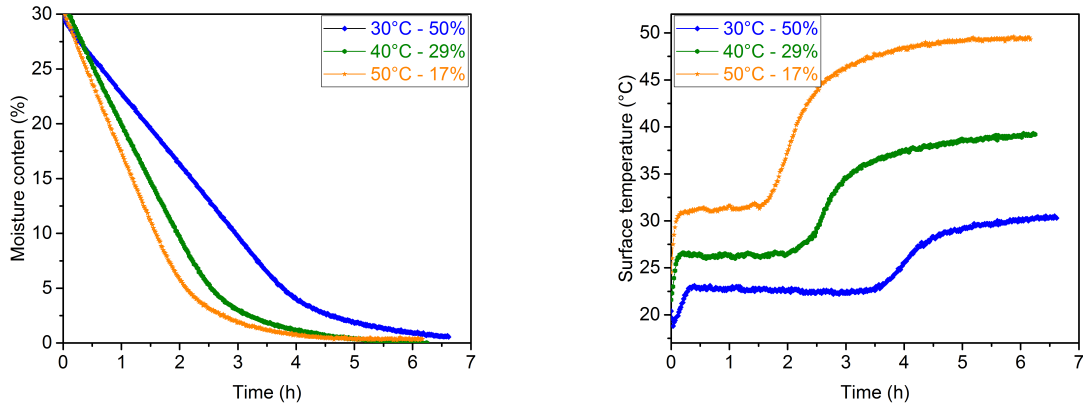 30
25
20
15
10
5
0
Moisture conten (%)
30°C - 50%
40°C - 29%
50°C - 17%
0 1 2 3 4 5 6 7
Time (h)
50
45
40
35
30
25
20
Surface temperature (°C)
30°C - 50%
40°C - 29%
50°C - 17%
0 1 2 3 4 5 6 7
Time (h)